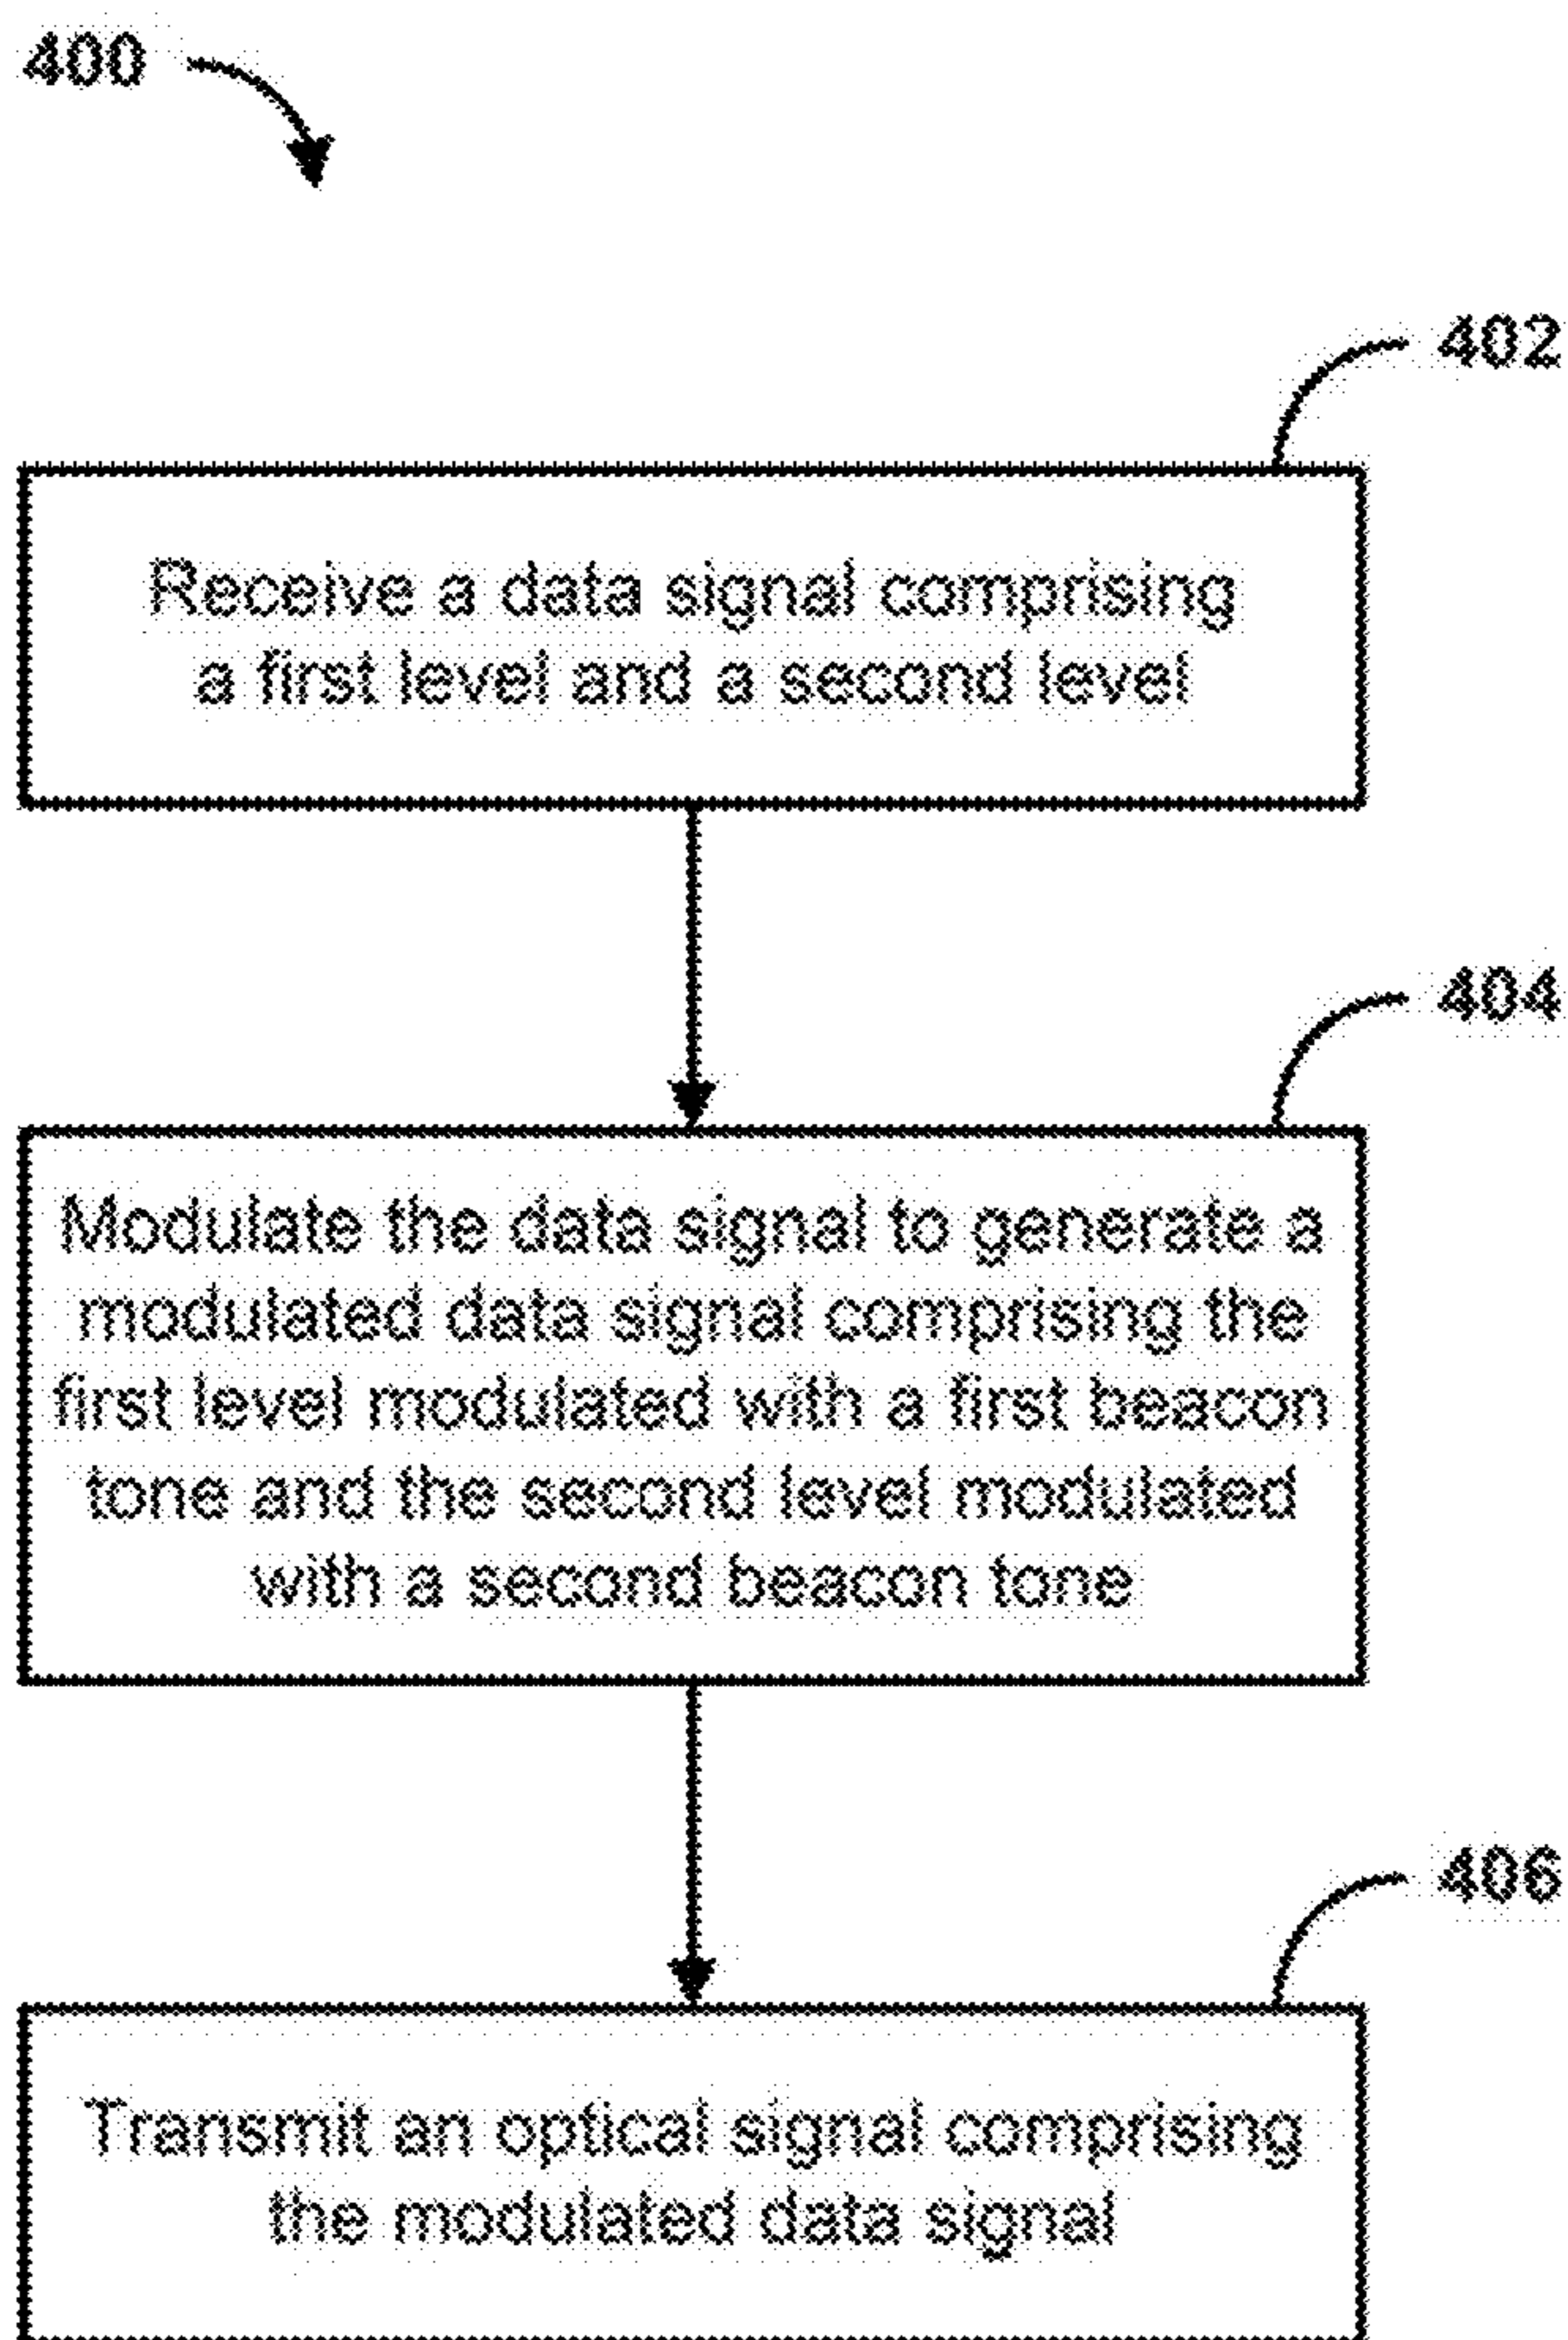 400
402
Receive a data signal comprising
a first level and a second level
404
Modulate the data signal to generate a
modulated data signal comprising the
first level modulated with a first beacon
tone and the second level modulated
with a second beacon tone
406
Transmit an optical signal comprising
the modulated data signal